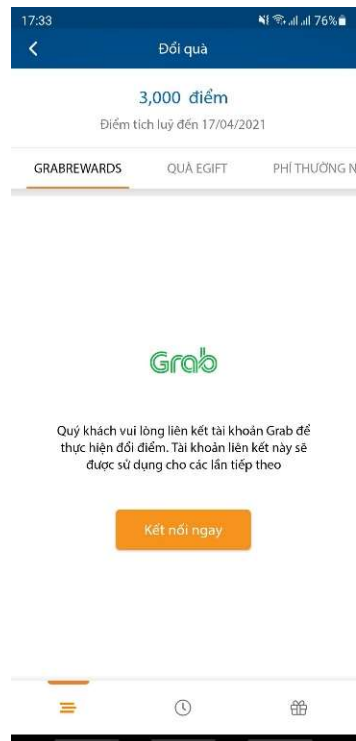 17:33
76%
Đổi quà
3,000 điểm
Điểm tích luỹ đến 17/04/2021
GRABREWARDS QUÀ EGIFT PHÍ THƯỜNG N
Grab
Quý khách vui lòng liên kết tài khoản Grab để
thực hiện đổi điểm. Tài khoản liên kết này sẽ
được sử dụng cho các lần tiếp theo
Kết nối ngay